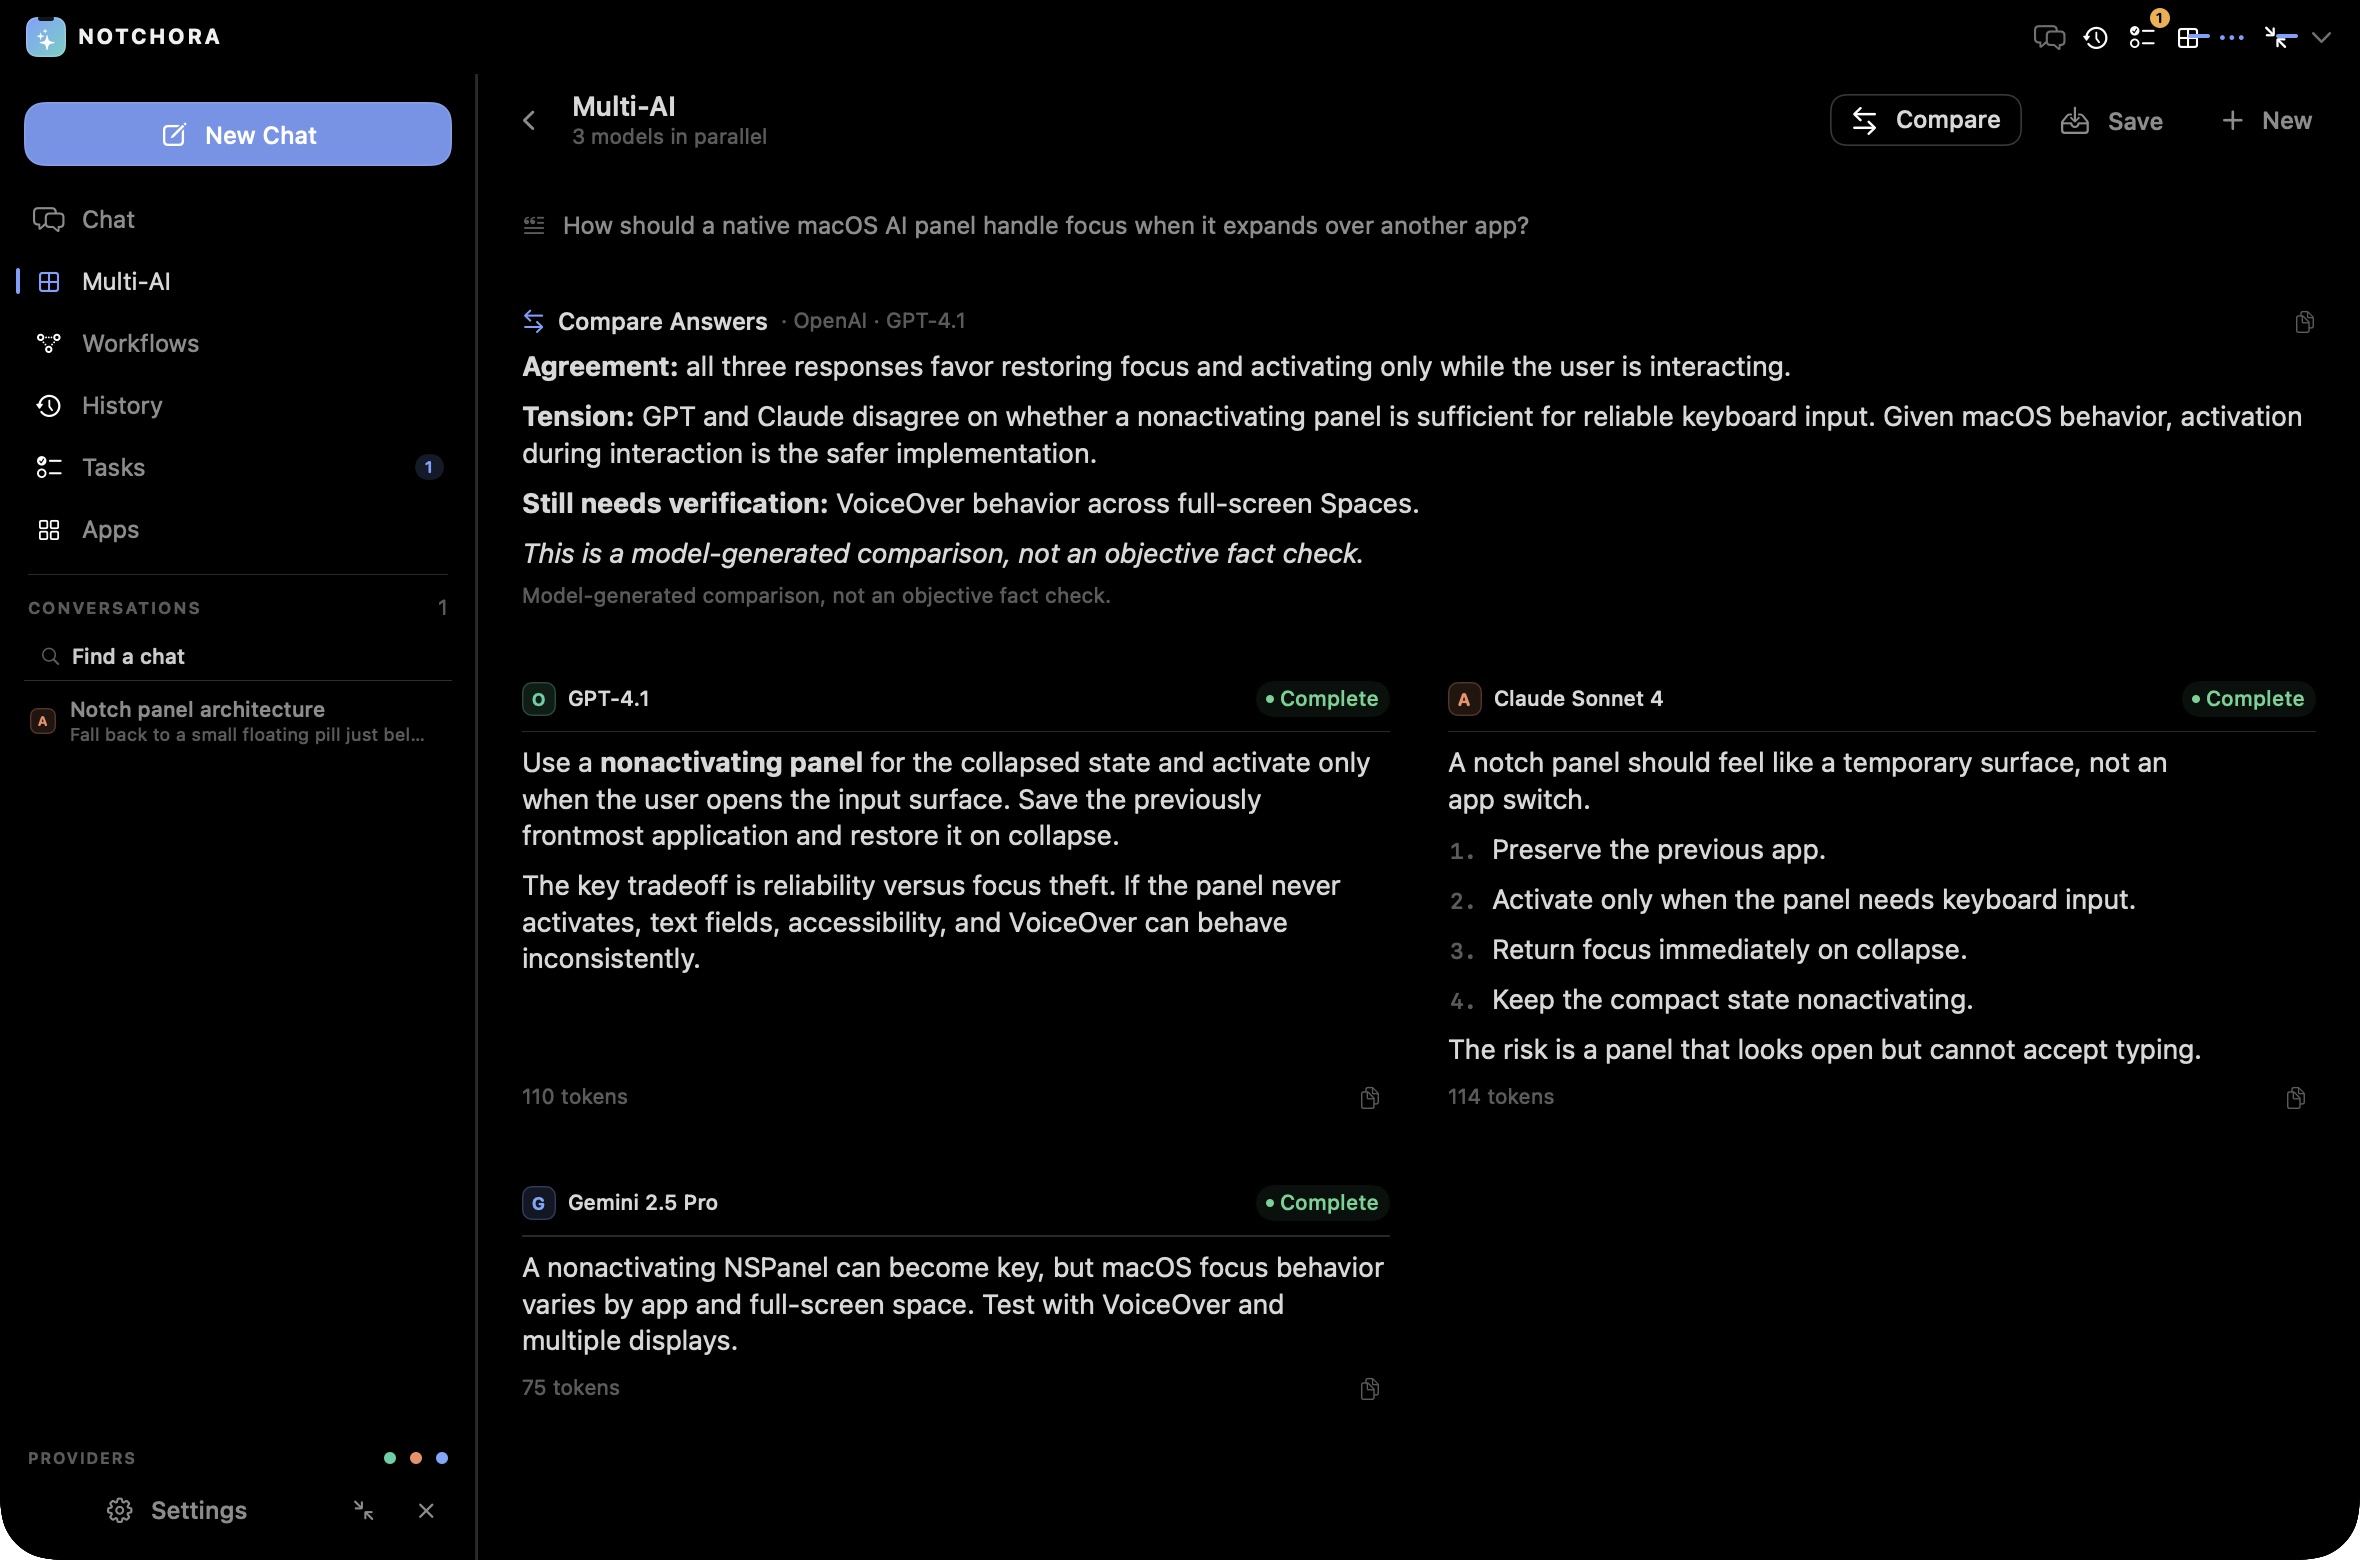 NOTCHORA
1
New Chat
Chat
Multi-AI
Workflows
History
Tasks 1
Apps
CONVERSATIONS 1
Find a chat
A
Notch panel architecture
Fall back to a small floating pill just bel...
PROVIDERS
Settings
Multi-AI
3 models in parallel
Compare
Save
New
How should a native macOS AI panel handle focus when it expands over another app?
Compare Answers · OpenAI · GPT-4.1
Agreement: all three responses favor restoring focus and activating only while the user is interacting.
Tension: GPT and Claude disagree on whether a nonactivating panel is sufficient for reliable keyboard input. Given macOS behavior, activation
during interaction is the safer implementation.
Still needs verification: VoiceOver behavior across full-screen Spaces.
This is a model-generated comparison, not an objective fact check.
Model-generated comparison, not an objective fact check.
O GPT-4.1 • Complete
Use a nonactivating panel for the collapsed state and activate only
when the user opens the input surface. Save the previously
frontmost application and restore it on collapse.
The key tradeoff is reliability versus focus theft. If the panel never
activates, text fields, accessibility, and VoiceOver can behave
inconsistently.
110 tokens
A Claude Sonnet 4 • Complete
A notch panel should feel like a temporary surface, not an
app switch.
1. Preserve the previous app.
2. Activate only when the panel needs keyboard input.
3. Return focus immediately on collapse.
4. Keep the compact state nonactivating.
The risk is a panel that looks open but cannot accept typing.
114 tokens
G Gemini 2.5 Pro • Complete
A nonactivating NSPanel can become key, but macOS focus behavior
varies by app and full-screen space. Test with VoiceOver and
multiple displays.
75 tokens